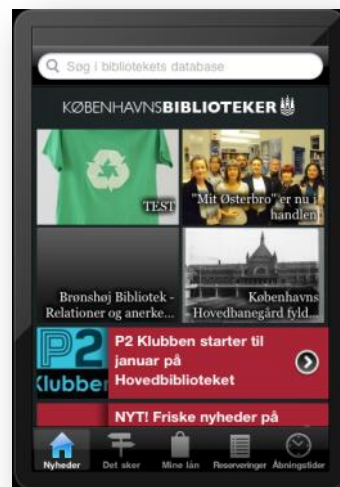 Søg i bibliotekets database
KØBENHAVNSBIBLIOTEKER
TEST
"Mit Østerbro" er nu i
handlen
Brønshøj Bibliotek -
Relationer og anerke...
Københavns
Hovedbanegård fyld...
P2
Klubben
P2 Klubben starter til
januar på
Hovedbiblioteket
NYT! Friske nyheder på
Nyheder
Det sker
Mine lån
Reserveringer
Åbningstider